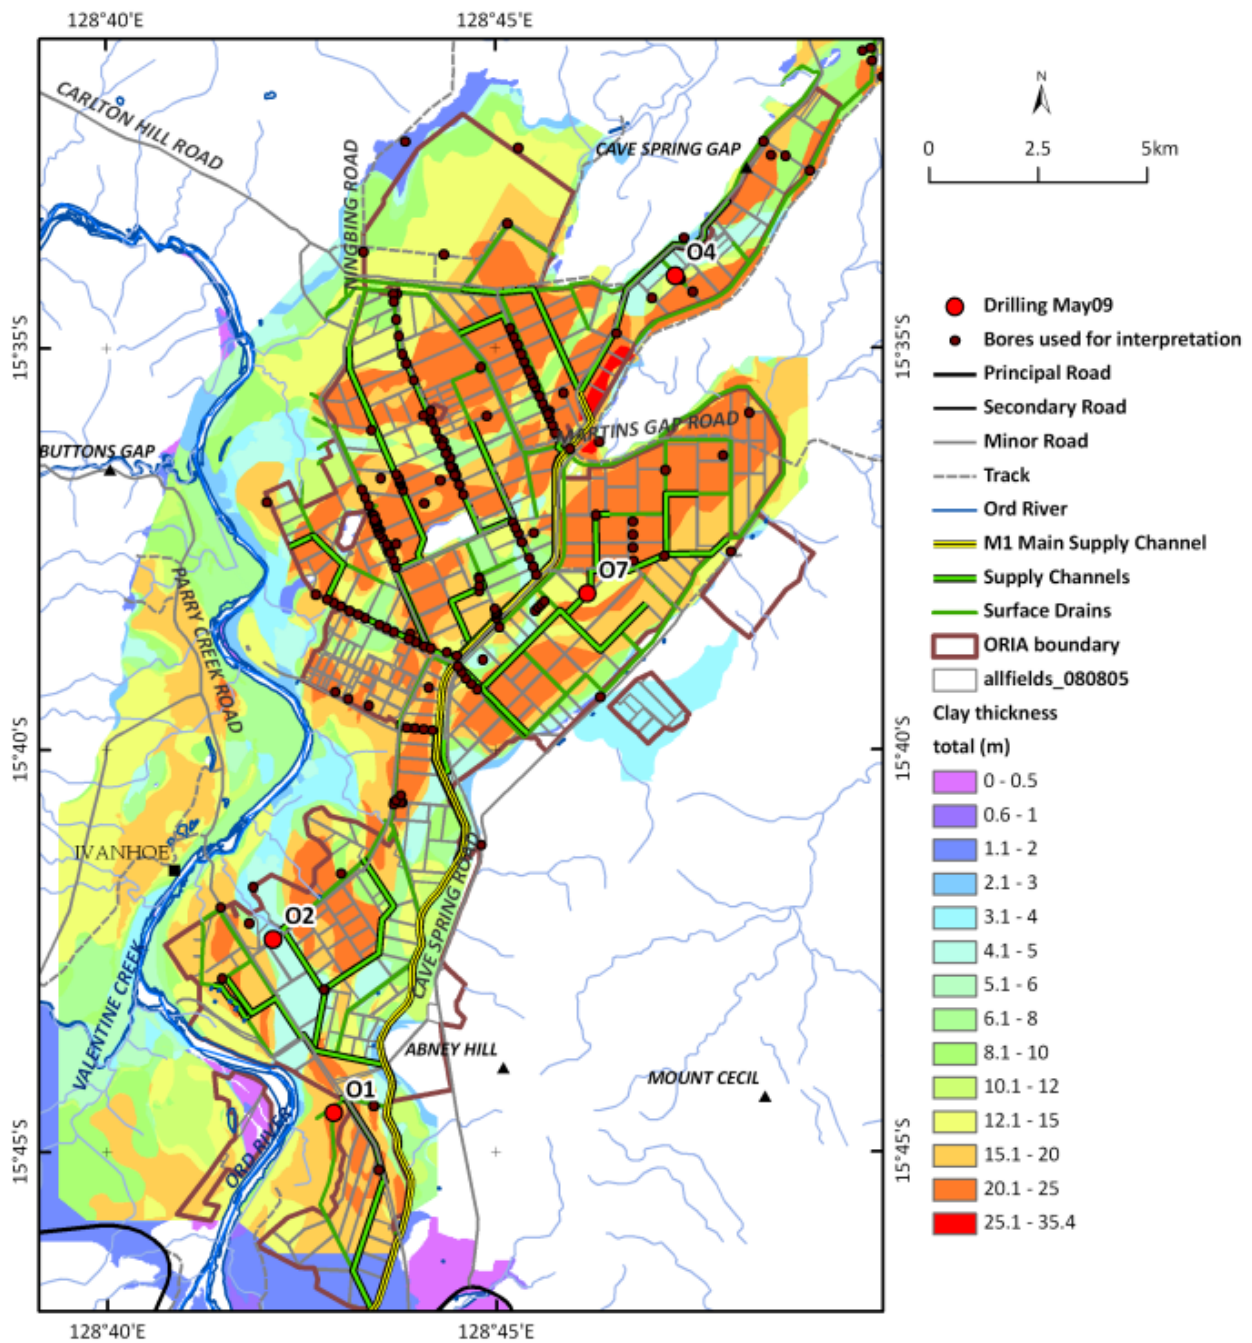 128°40'E
128°45'E
N
0
2.5
5km
CARLTON HILL ROAD
NINGBING ROAD
CAVE SPRING GAP
O4
15°35'S
15°35'S
MARTINS GAP ROAD
BUTTONS GAP
O7
PARRY CREEK ROAD
15°40'S
15°40'S
IVANHOE
O2
CAVE SPRING ROAD
VALENTINE CREEK
ABNEY HILL
MOUNT CECIL
O1
ORD RIVER
15°45'S
15°45'S
128°40'E
128°45'E
Drilling May09
Bores used for interpretation
Principal Road
Secondary Road
Minor Road
Track
Ord River
M1 Main Supply Channel
Supply Channels
Surface Drains
ORIA boundary
allfields_080805
Clay thickness
total (m)
0 - 0.5
0.6 - 1
1.1 - 2
2.1 - 3
3.1 - 4
4.1 - 5
5.1 - 6
6.1 - 8
8.1 - 10
10.1 - 12
12.1 - 15
15.1 - 20
20.1 - 25
25.1 - 35.4